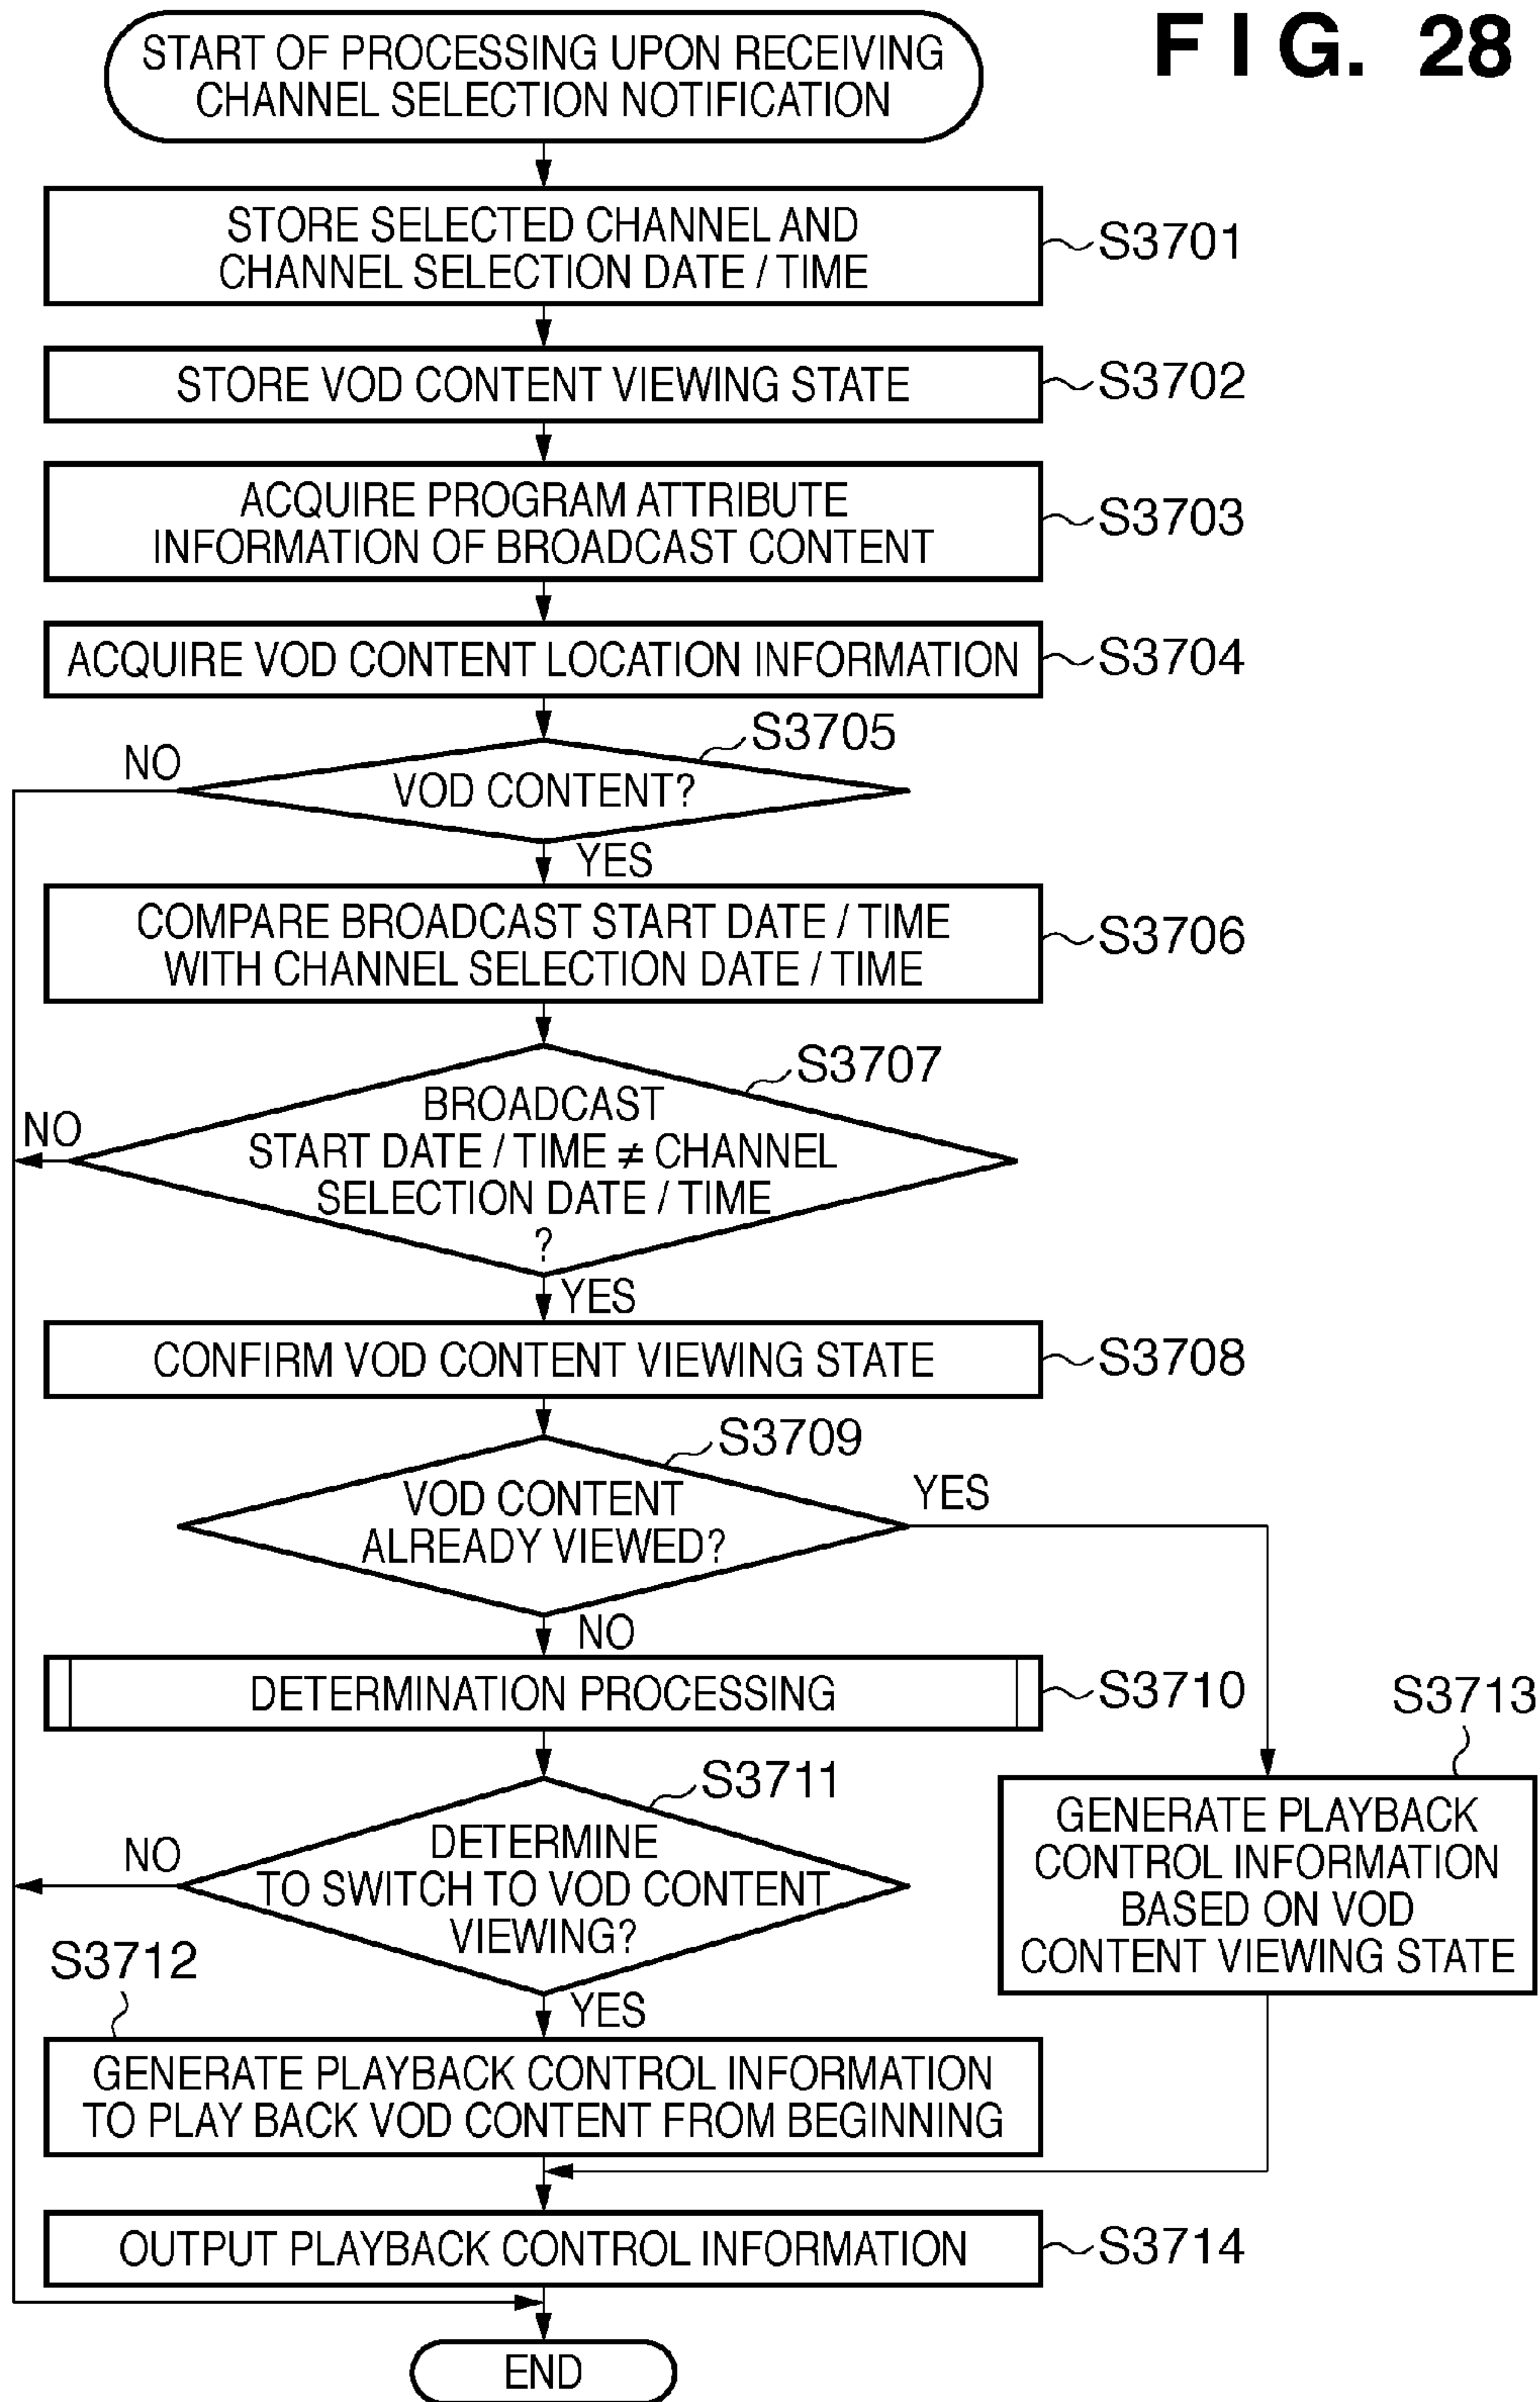 FIG. 28
START OF PROCESSING UPON RECEIVING
CHANNEL SELECTION NOTIFICATION
STORE SELECTED CHANNEL AND
CHANNEL SELECTION DATE / TIME
S3701
STORE VOD CONTENT VIEWING STATE
S3702
ACQUIRE PROGRAM ATTRIBUTE
INFORMATION OF BROADCAST CONTENT
S3703
ACQUIRE VOD CONTENT LOCATION INFORMATION
S3704
S3705
NO
VOD CONTENT?
YES
COMPARE BROADCAST START DATE / TIME
WITH CHANNEL SELECTION DATE / TIME
S3706
S3707
NO
BROADCAST
START DATE / TIME ≠ CHANNEL
SELECTION DATE / TIME
?
YES
CONFIRM VOD CONTENT VIEWING STATE
S3708
S3709
VOD CONTENT
ALREADY VIEWED?
YES
NO
DETERMINATION PROCESSING
S3710
S3713
S3711
NO
DETERMINE
TO SWITCH TO VOD CONTENT
VIEWING?
GENERATE PLAYBACK
CONTROL INFORMATION
BASED ON VOD
CONTENT VIEWING STATE
S3712
YES
GENERATE PLAYBACK CONTROL INFORMATION
TO PLAY BACK VOD CONTENT FROM BEGINNING
OUTPUT PLAYBACK CONTROL INFORMATION
S3714
END